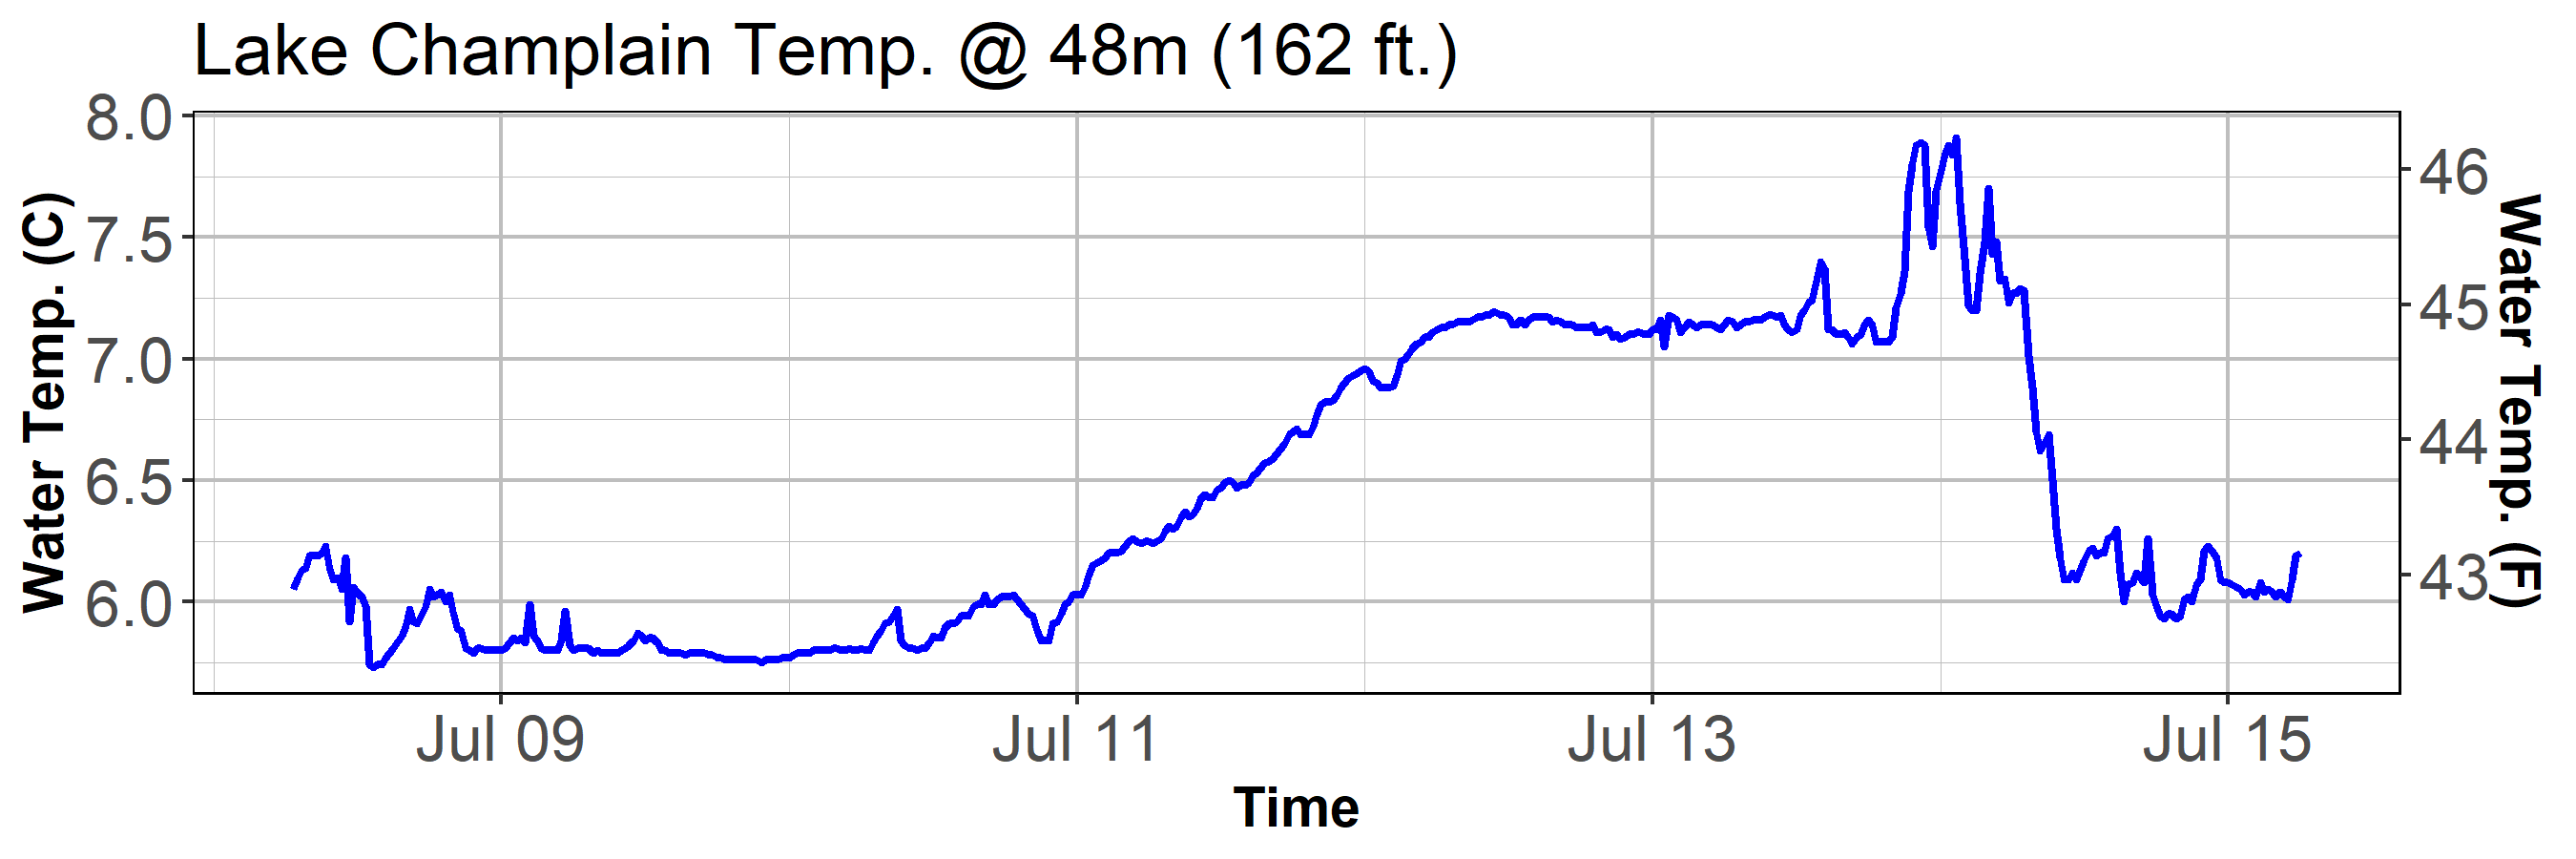 Lake Champlain Temp. @ 48m (162 ft.)
Water Temp. (C)
8.0
7.5
7.0
6.5
6.0
46
45
44
43
Water Temp. (F)
Jul 09 Jul 11 Jul 13 Jul 15
Time